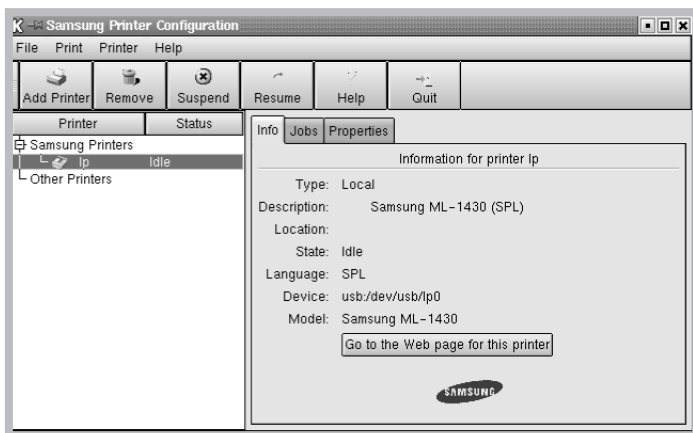 Samsung Printer Configuration
File Print Printer Help
Add Printer Remove Suspend Resume Help Quit
Printer Status
Samsung Printers
lp Idle
Other Printers
Info Jobs Properties
Information for printer lp
Type: Local
Description: Samsung ML-1430 (SPL)
Location:
State: Idle
Language: SPL
Device: usb:/dev/usb/lp0
Model: Samsung ML-1430
Go to the Web page for this printer
SAMSUNG